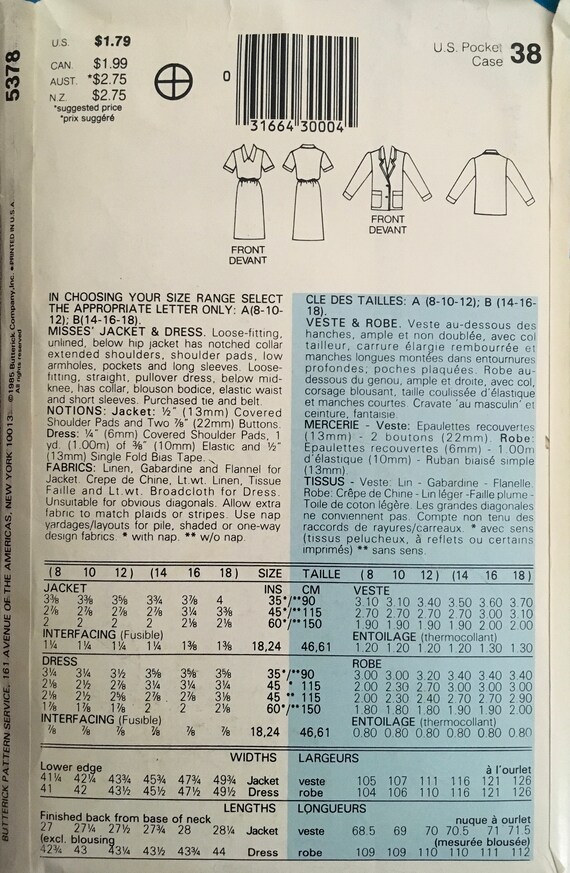 5378
U.S. $1.79
CAN. $1.99
AUST. *$2.75
N.Z. $2.75
*suggested price
*prix suggéré
0
31664 30004
U.S. Pocket
Case 38
FRONT
DEVANT
FRONT
DEVANT
BUTTERICK PATTERN SERVICE, 161 AVENUE OF THE AMERICAS, NEW YORK 10013 © 1985 Butterick Company, Inc. • PRINTED IN U.S.A.
All rights reserved
IN CHOOSING YOUR SIZE RANGE SELECT
THE APPROPRIATE LETTER ONLY: A(8-10-
12); B(14-16-18).
MISSES' JACKET & DRESS. Loose-fitting,
unlined, below hip jacket has notched collar
extended shoulders, shoulder pads, low
armholes, pockets and long sleeves. Loose-
fitting, straight, pullover dress, below mid-
knee, has collar, blouson bodice, elastic waist
and short sleeves. Purchased tie and belt.
NOTIONS: Jacket: ½" (13mm) Covered
Shoulder Pads and Two ⅞" (22mm) Buttons.
Dress: ¼" (6mm) Covered Shoulder Pads, 1
yd. (1.00m) of ⅜" (10mm) Elastic and ½"
(13mm) Single Fold Bias Tape.
FABRICS: Linen, Gabardine and Flannel for
Jacket. Crepe de Chine, Lt.wt. Linen, Tissue
Faille and Lt.wt. Broadcloth for Dress.
Unsuitable for obvious diagonals. Allow extra
fabric to match plaids or stripes. Use nap
yardages/layouts for pile, shaded or one-way
design fabrics. * with nap. ** w/o nap.
CLE DES TAILLES: A (8-10-12); B (14-16-
18).
VESTE & ROBE. Veste au-dessous des
hanches, ample et non doublée, avec col
tailleur, carrure élargie rembourrée et
manches longues montées dans entournures
profondes; poches plaquées. Robe au-
dessous du genou, ample et droite, avec col,
corsage blousant, taille coulissée d'élastique
et manches courtes. Cravate 'au masculin' et
ceinture, fantaisie.
MERCERIE - Veste: Epaulettes recouvertes
(13mm) - 2 boutons (22mm). Robe:
Epaulettes recouvertes (6mm) - 1.00m
d'élastique (10mm) - Ruban biaisé simple
(13mm).
TISSUS - Veste: Lin - Gabardine - Flanelle.
Robe: Crêpe de Chine - Lin léger - Faille plume -
Toile de coton légère. Les grandes diagonales
ne conviennent pas. Compte non tenu des
raccords de rayures/carreaux. * avec sens
(tissus pelucheux, à reflets ou certains
imprimés) ** sans sens.
(8 10 12) (14 16 18) SIZE TAILLE (8 10 12) (14 16 18)
JACKET INS CM VESTE
3⅜ 3⅜ 3⅝ 3¾ 3⅞ 4 35*/**90 3.10 3.10 3.40 3.50 3.60 3.70
2⅞ 2⅞ 2⅞ 2⅞ 3¼ 3⅜ 45*/**115 2.70 2.70 2.70 2.70 3.00 3.10
2 2 2 2 2⅛ 2⅛ 60*/**150 1.90 1.90 1.90 1.90 2.00 2.00
INTERFACING (Fusible) ENTOILAGE (thermocollant)
1¼ 1¼ 1¼ 1¼ 1⅜ 1⅜ 18,24 46,61 1.20 1.20 1.20 1.20 1.30 1.30
DRESS ROBE
3¼ 3¼ 3½ 3⅝ 3⅝ 3⅝ 35*/**90 3.00 3.00 3.20 3.40 3.40 3.40
2⅛ 2½ 2⅞ 3¼ 3¼ 3¼ 45 * 115 2.00 2.30 2.70 3.00 3.00 3.00
2⅛ 2½ 2⅝ 2⅞ 2⅞ 3⅛ 45 ** 115 2.00 2.30 2.40 2.70 2.70 2.90
1⅞ 1⅞ 1⅞ 2 2 2⅛ 60*/**150 1.80 1.80 1.80 1.90 1.90 2.00
INTERFACING (Fusible) ENTOILAGE (thermocollant)
⅞ ⅞ ⅞ ⅞ ⅞ ⅞ 18,24 46,61 0.80 0.80 0.80 0.80 0.80 0.80
WIDTHS LARGEURS
Lower edge à l'ourlet
41¼ 42¼ 43¾ 45¾ 47¾ 49¾ Jacket veste 105 107 111 116 121 126
41 42 43½ 45½ 47½ 49½ Dress robe 104 106 110 116 121 126
LENGTHS LONGUEURS
Finished back from base of neck nuque à ourlet
27 27¼ 27½ 27¾ 28 28¼ Jacket veste 68.5 69 70 70.5 71 71.5
(excl. blousing) (mesurée blousée)
42¾ 43 43¼ 43½ 43¾ 44 Dress robe 109 109 110 110 111 112